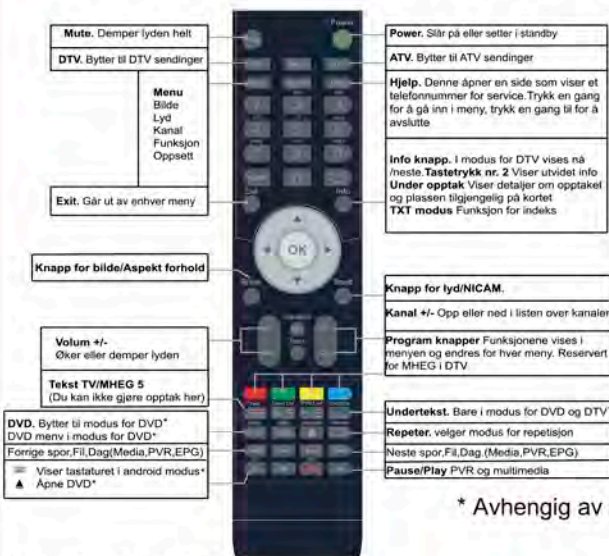 Power
Mute. Demper lyden helt
DTV. Bytter til DTV sendinger
Menu
Bilde
Lyd
Kanal
Funksjon
Oppsett
Exit. Går ut av enhver meny
Knapp for bilde/Aspekt forhold
Volum +/-
Øker eller demper lyden
Tekst TV/MHEG 5
(Du kan ikke gjøre opptak her)
DVD. Bytter til modus for DVD*
DVD menv i modus for DVD*
Forrige spor,Fil,Dag(Media,PVR,EPG)
Viser tastaturet i android modus*
▲ Åpne DVD*
Exit
Info
OK
Power. Slår på eller setter i standby
ATV. Bytter til ATV sendinger
Hjelp. Denne åpner en side som viser et
telefonnummer for service.Trykk en gang
for å gå inn i meny, trykk en gang til for å
avslutte
Info knapp. I modus for DTV vises nå
/neste.Tastetrykk nr. 2 Viser utvidet info
Under opptak Viser detaljer om opptakel
og plassen tilgjengelig på kortet
TXT modus Funksjon for indeks
Knapp for lyd/NICAM.
Kanal +/- Opp eller ned i listen over kanaler
Program knapper Funksjonene vises i
menyen og endres for hver meny. Reservert
for MHEG i DTV
Undertekst. Bare i modus for DVD og DTV
Repeter. velger modus for repetisjon
Neste spor,Fil,Dag.(Media,PVR,EPG)
Pause/Play PVR og multimedia
* Avhengig av